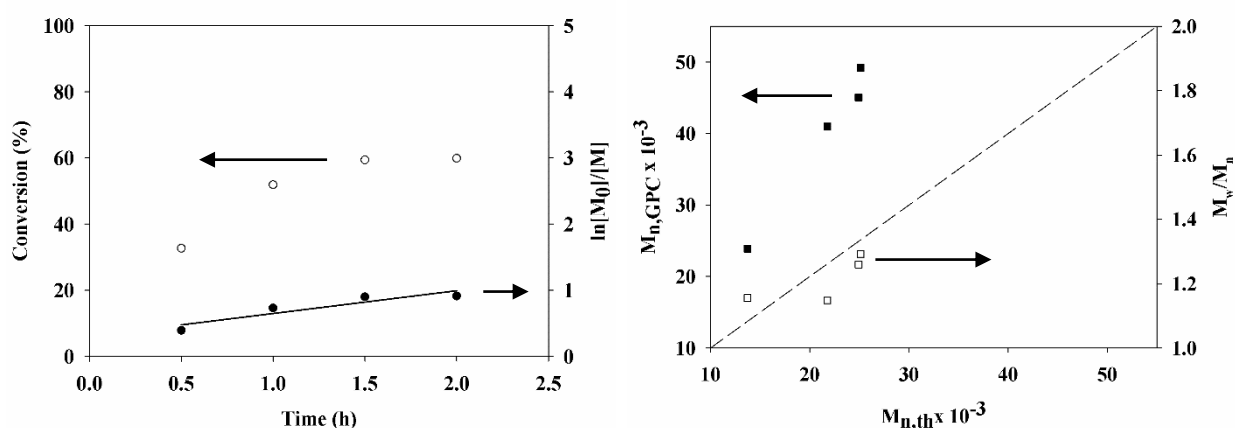 100
80
60
40
20
0
Conversion (%)
0.0 0.5 1.0 1.5 2.0 2.5
Time (h)
5
4
3
2
1
0
ln[M₀]/[M]
50
40
30
20
10
Mₙ,GPC x 10⁻³
10 20 30 40 50
Mₙ,th x 10⁻³
2.0
1.8
1.6
1.4
1.2
1.0
M_w/Mₙ